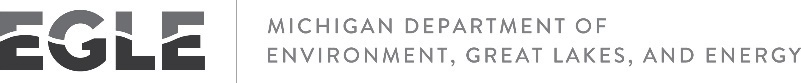 EGLE
MICHIGAN DEPARTMENT OF
ENVIRONMENT, GREAT LAKES, AND ENERGY